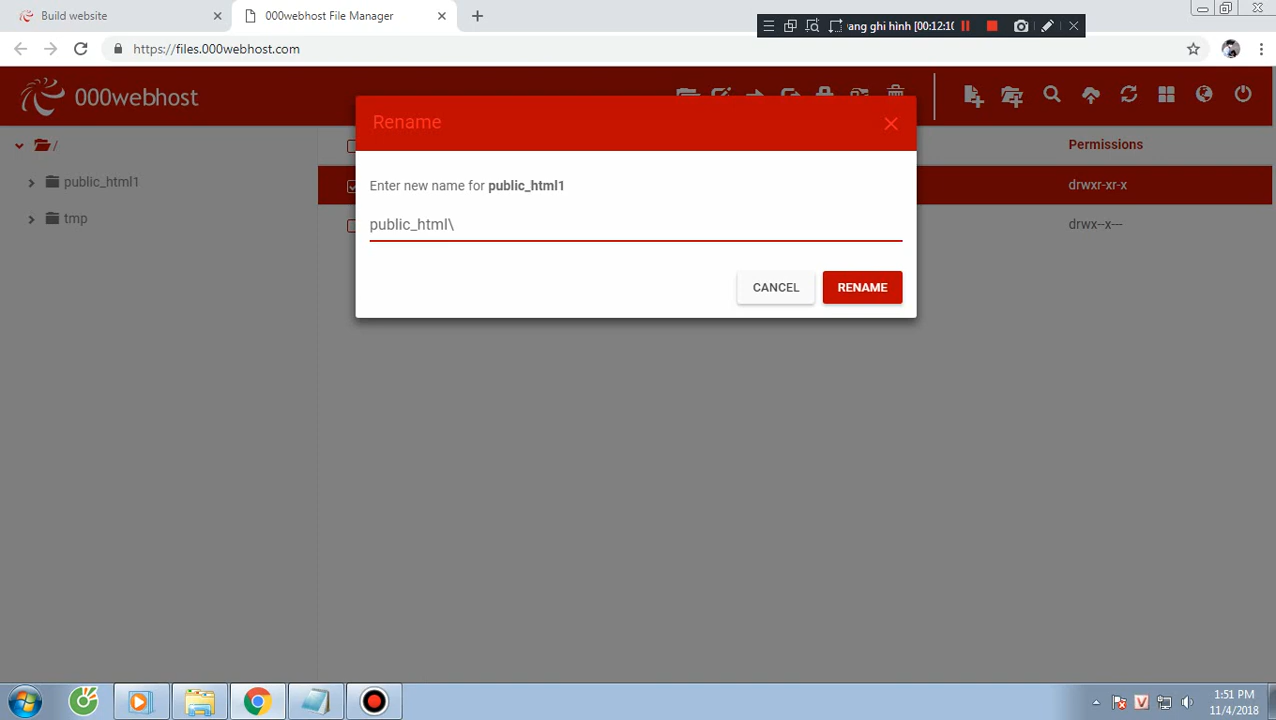 Build website
000webhost File Manager
ang ghi hình [00:12:10
https://files.000webhost.com
000webhost
/
public_html1
tmp
Rename
Enter new name for public_html1
public_html\
CANCEL
RENAME
Permissions
drwxr-xr-x
drwx--x---
V
1:51 PM
11/4/2018